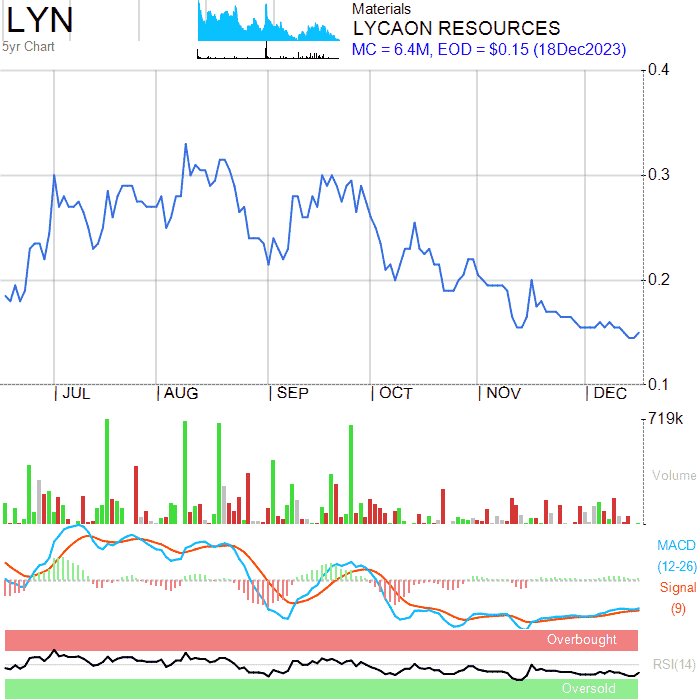 LYN
5yr Chart
Materials
LYCAON RESOURCES
MC = 6.4M, EOD = $0.15 (18Dec2023)
0.4
0.3
0.2
0.1
JUL
AUG
SEP
OCT
NOV
DEC
719k
Volume
MACD
(12-26)
Signal
(9)
Overbought
RSI(14)
Oversold